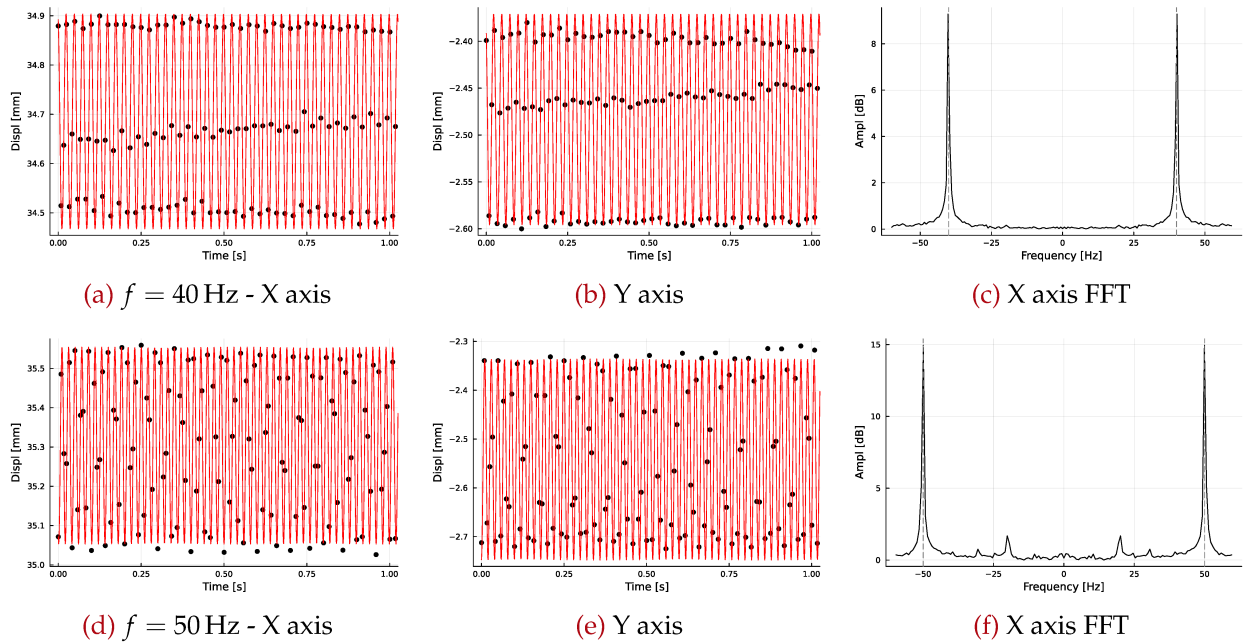 34.9
34.8
34.7
34.6
34.5
Displ [mm]
0.00 0.25 0.50 0.75 1.00
Time [s]
(a) f = 40 Hz - X axis
−2.40
−2.45
−2.50
−2.55
−2.60
Displ [mm]
0.00 0.25 0.50 0.75 1.00
Time [s]
(b) Y axis
8
6
4
2
0
Ampl [dB]
−50 −25 0 25 50
Frequency [Hz]
(c) X axis FFT
35.5
35.4
35.3
35.2
35.1
35.0
Displ [mm]
0.00 0.25 0.50 0.75 1.00
Time [s]
(d) f = 50 Hz - X axis
−2.3
−2.4
−2.5
−2.6
−2.7
Displ [mm]
0.00 0.25 0.50 0.75 1.00
Time [s]
(e) Y axis
15
10
5
0
Ampl [dB]
−50 −25 0 25 50
Frequency [Hz]
(f) X axis FFT